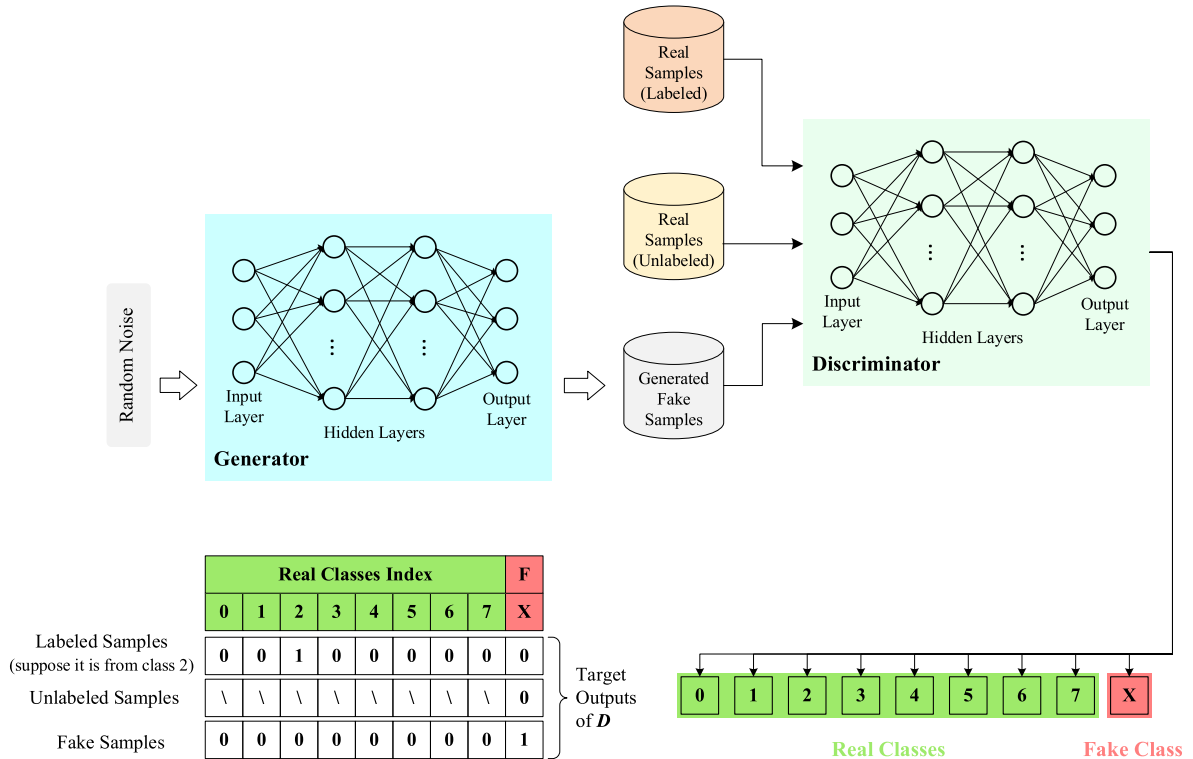 Real
Samples
(Labeled)
Real
Samples
(Unlabeled)
Generated
Fake
Samples
Random Noise
Input
Layer
Hidden Layers
Output
Layer
Generator
Input
Layer
Hidden Layers
Output
Layer
Discriminator
Real Classes Index F
0 1 2 3 4 5 6 7 X
Labeled Samples
(suppose it is from class 2)
0 0 1 0 0 0 0 0 0
Unlabeled Samples
\ \ \ \ \ \ \ \ 0
Fake Samples
0 0 0 0 0 0 0 0 1
Target
Outputs
of D
0 1 2 3 4 5 6 7 X
Real Classes
Fake Class